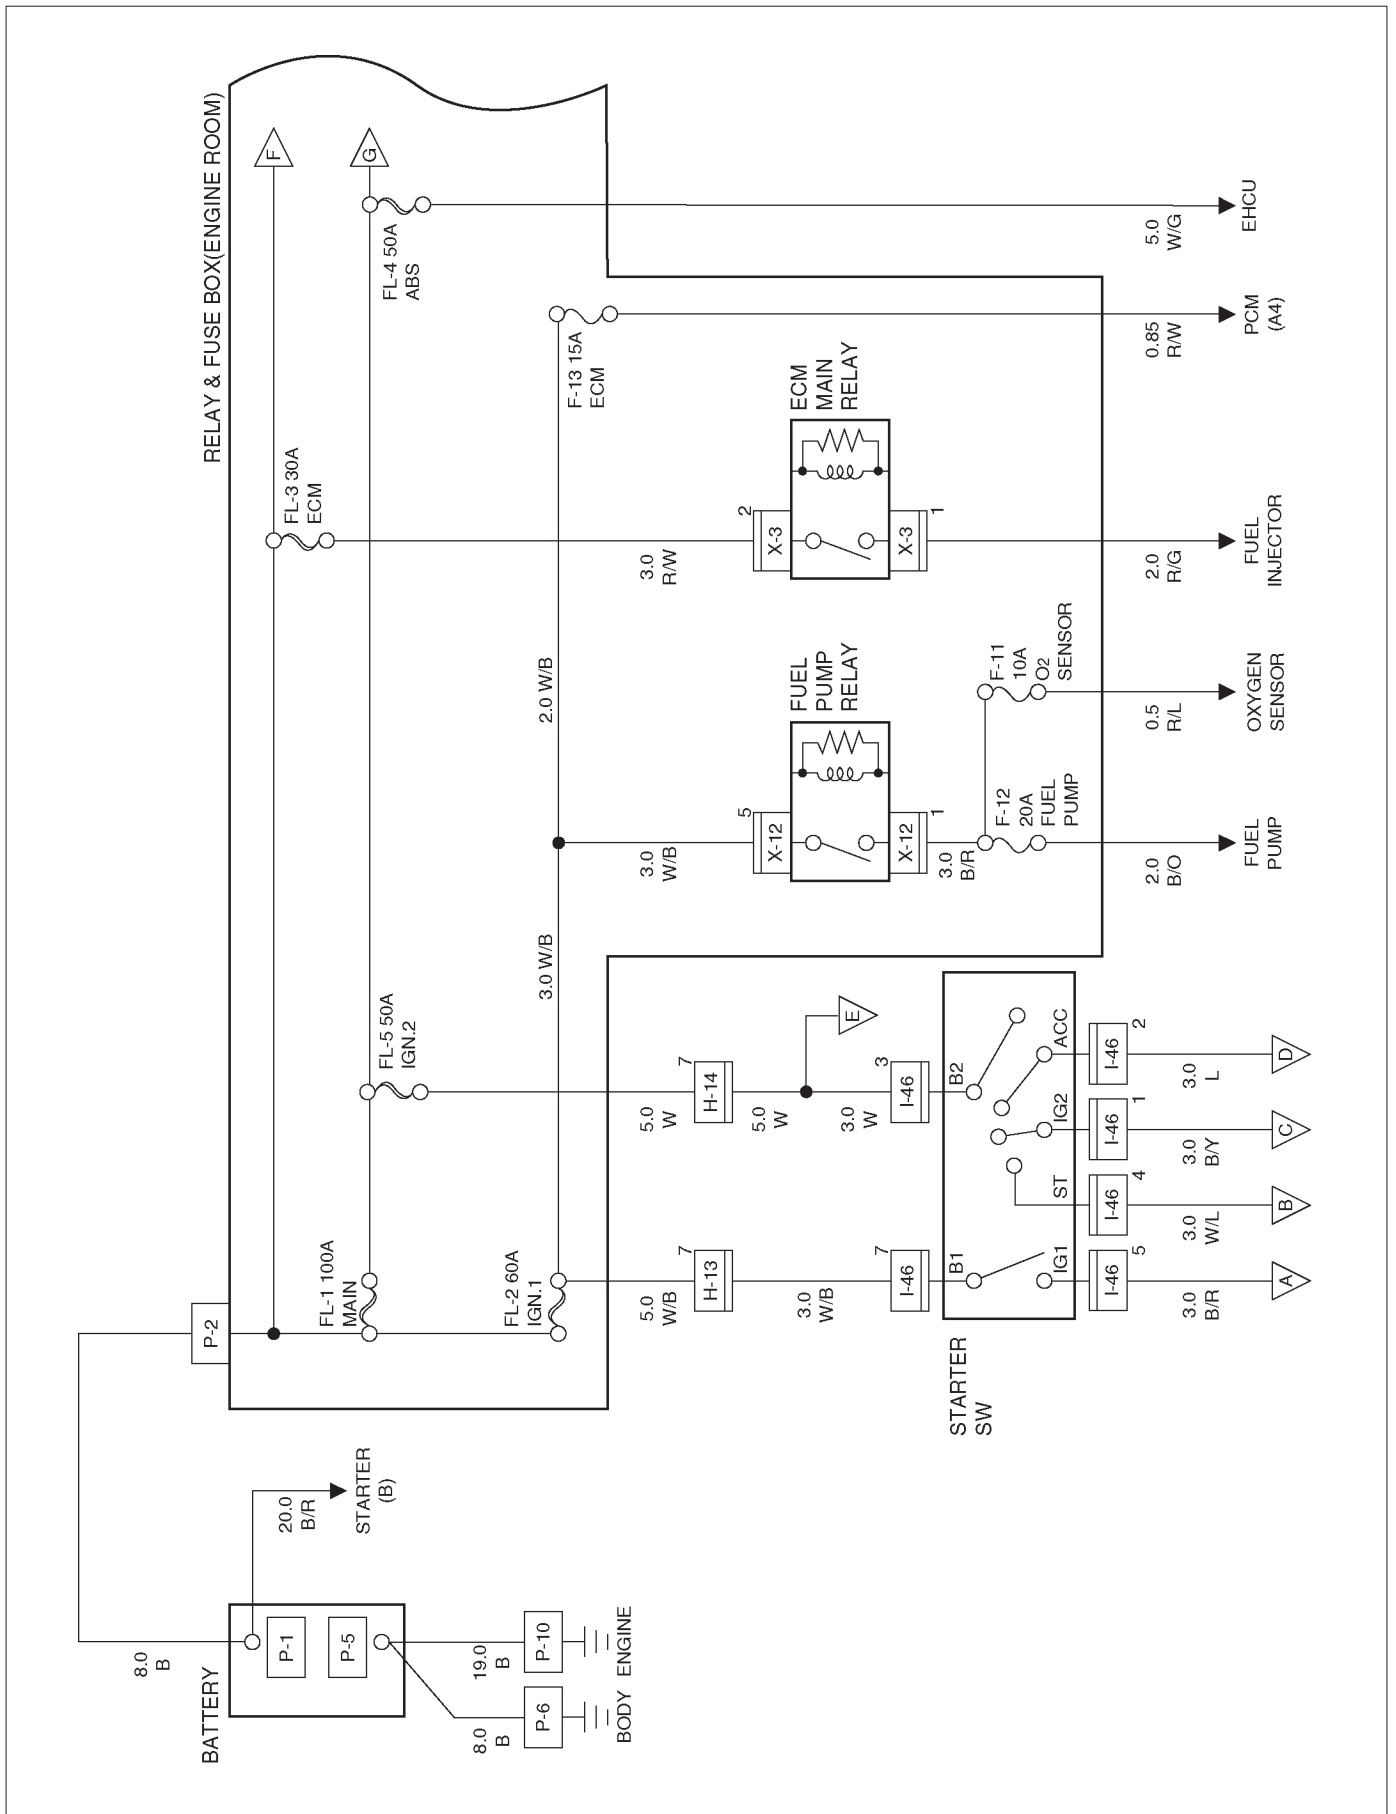 BATTERY
8.0
B
P-1
P-5
20.0
B/R
STARTER
(B)
8.0
B
P-6
BODY
19.0
B
P-10
ENGINE
P-2
RELAY & FUSE BOX(ENGINE ROOM)
F
G
FL-1 100A
MAIN
FL-2 60A
IGN.1
FL-5 50A
IGN.2
FL-3 30A
ECM
FL-4 50A
ABS
3.0 W/B
2.0 W/B
F-13 15A
ECM
5.0
W/B
H-13
7
3.0
W/B
I-46
7
5.0
W
H-14
7
5.0
W
E
3.0
W
I-46
3
STARTER
SW
B1
B2
IG1
ST
IG2
ACC
I-46
5
I-46
4
I-46
1
I-46
2
3.0
B/R
3.0
W/L
3.0
B/Y
3.0
L
A
B
C
D
3.0
W/B
X-12
5
FUEL
PUMP
RELAY
X-12
1
3.0
B/R
F-12
20A
FUEL
PUMP
F-11
10A
O2
SENSOR
2.0
B/O
FUEL
PUMP
0.5
R/L
OXYGEN
SENSOR
3.0
R/W
X-3
2
ECM
MAIN
RELAY
X-3
1
2.0
R/G
FUEL
INJECTOR
0.85
R/W
PCM
(A4)
5.0
W/G
EHCU